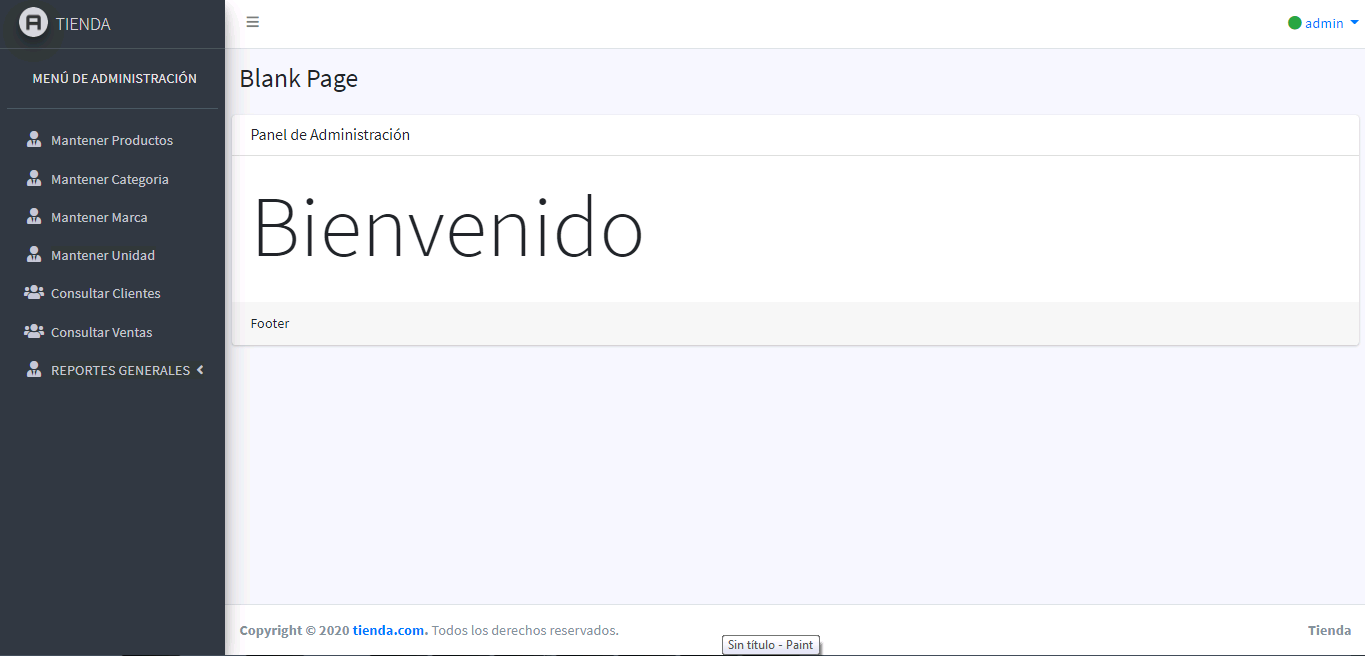 TIENDA
admin
MENÚ DE ADMINISTRACIÓN
Mantener Productos
Mantener Categoria
Mantener Marca
Mantener Unidad
Consultar Clientes
Consultar Ventas
REPORTES GENERALES
Blank Page
Panel de Administración
Bienvenido
Footer
Copyright © 2020 tienda.com. Todos los derechos reservados.
Tienda
Sin título - Paint